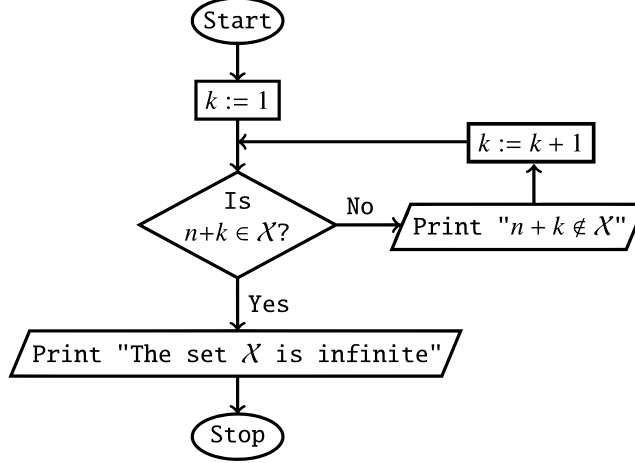 Start
k := 1
k := k + 1
Is
n+k ∈ 𝒳?
No
Print "n + k ∉ 𝒳"
Yes
Print "The set 𝒳 is infinite"
Stop